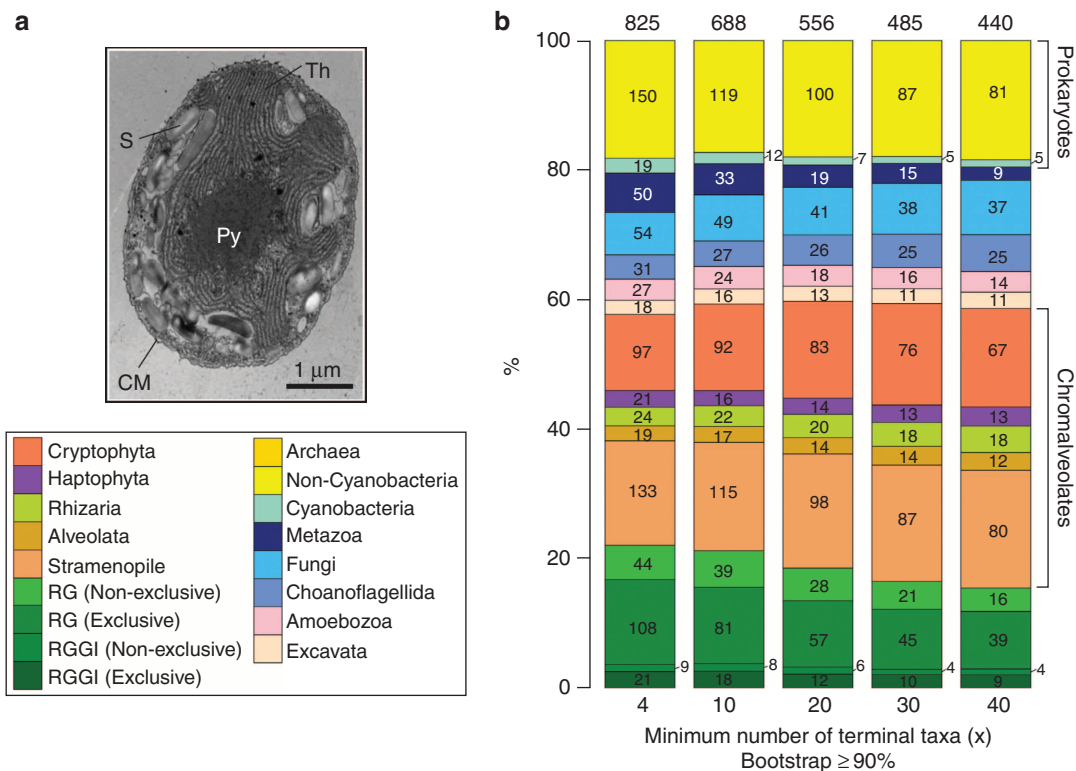 a
Th
S
Py
CM
1 μm
Cryptophyta
Haptophyta
Rhizaria
Alveolata
Stramenopile
RG (Non-exclusive)
RG (Exclusive)
RGGI (Non-exclusive)
RGGI (Exclusive)
Archaea
Non-Cyanobacteria
Cyanobacteria
Metazoa
Fungi
Choanoflagellida
Amoebozoa
Excavata
b
825 688 556 485 440
100
80
60
40
20
0
%
150 119 100 87 81
19 12 7 5 5
50 33 19 15 9
54 49 41 38 37
31 27 26 25 25
27 24 18 16 14
18 16 13 11 11
97 92 83 76 67
21 16 14 13 13
24 22 20 18 18
19 17 14 14 12
133 115 98 87 80
44 39 28 21 16
108 81 57 45 39
9 8 6 4 4
21 18 12 10 9
4 10 20 30 40
Minimum number of terminal taxa (x)
Bootstrap ≥ 90%
Prokaryotes
Chromalveolates